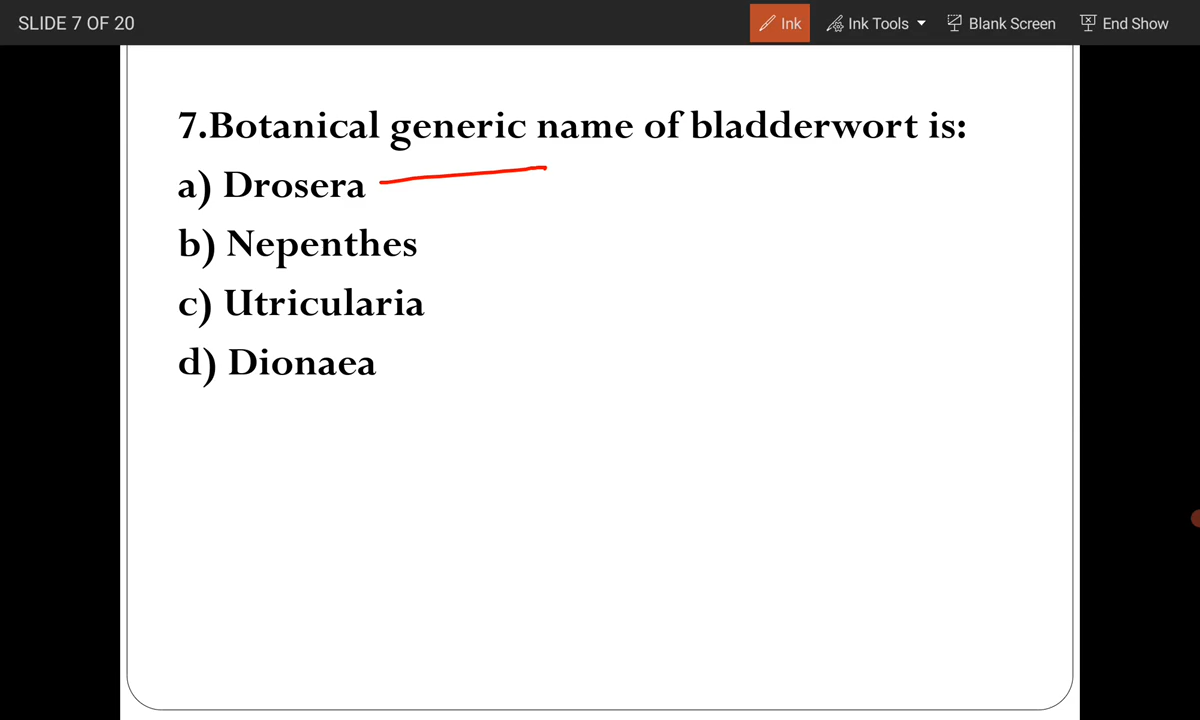 SLIDE 7 OF 20 Ink Ink Tools Blank Screen End Show
7.Botanical generic name of bladderwort is:
a) Drosera
b) Nepenthes
c) Utricularia
d) Dionaea